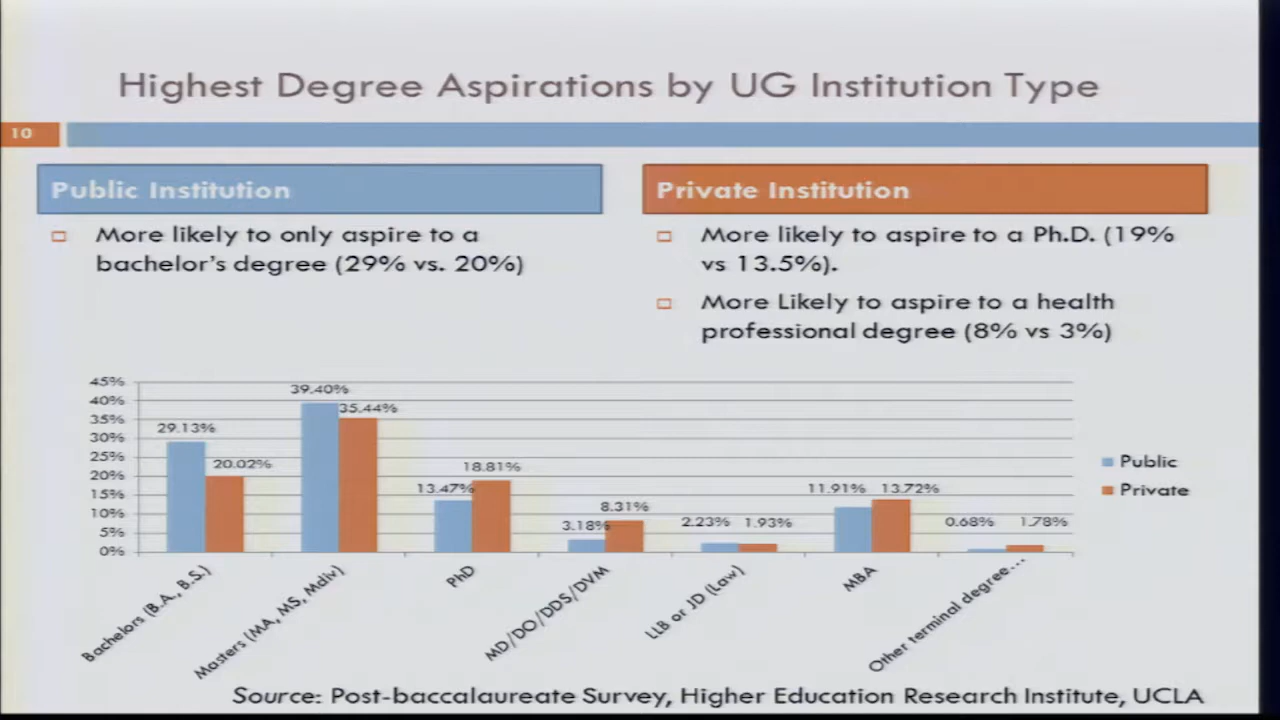 Highest Degree Aspirations by UG Institution Type
10
Public Institution
More likely to only aspire to a
bachelor's degree (29% vs. 20%)
Private Institution
More likely to aspire to a Ph.D. (19%
vs 13.5%).
More Likely to aspire to a health
professional degree (8% vs 3%)
45%
40%
35%
30%
25%
20%
15%
10%
5%
0%
29.13%
20.02%
39.40%
35.44%
13.47%
18.81%
3.18%
8.31%
2.23%
1.93%
11.91%
13.72%
0.68%
1.78%
Bachelors (B.A., B.S.)
Masters (MA, MS, Mdiv)
PhD
MD/DO/DDS/DVM
LLB or JD (Law)
MBA
Other terminal degree...
Public
Private
Source: Post-baccalaureate Survey, Higher Education Research Institute, UCLA